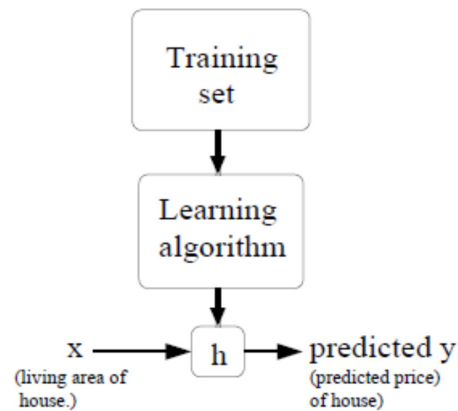 Training
set
Learning
algorithm
x
h
predicted y
(living area of
house.)
(predicted price)
of house)